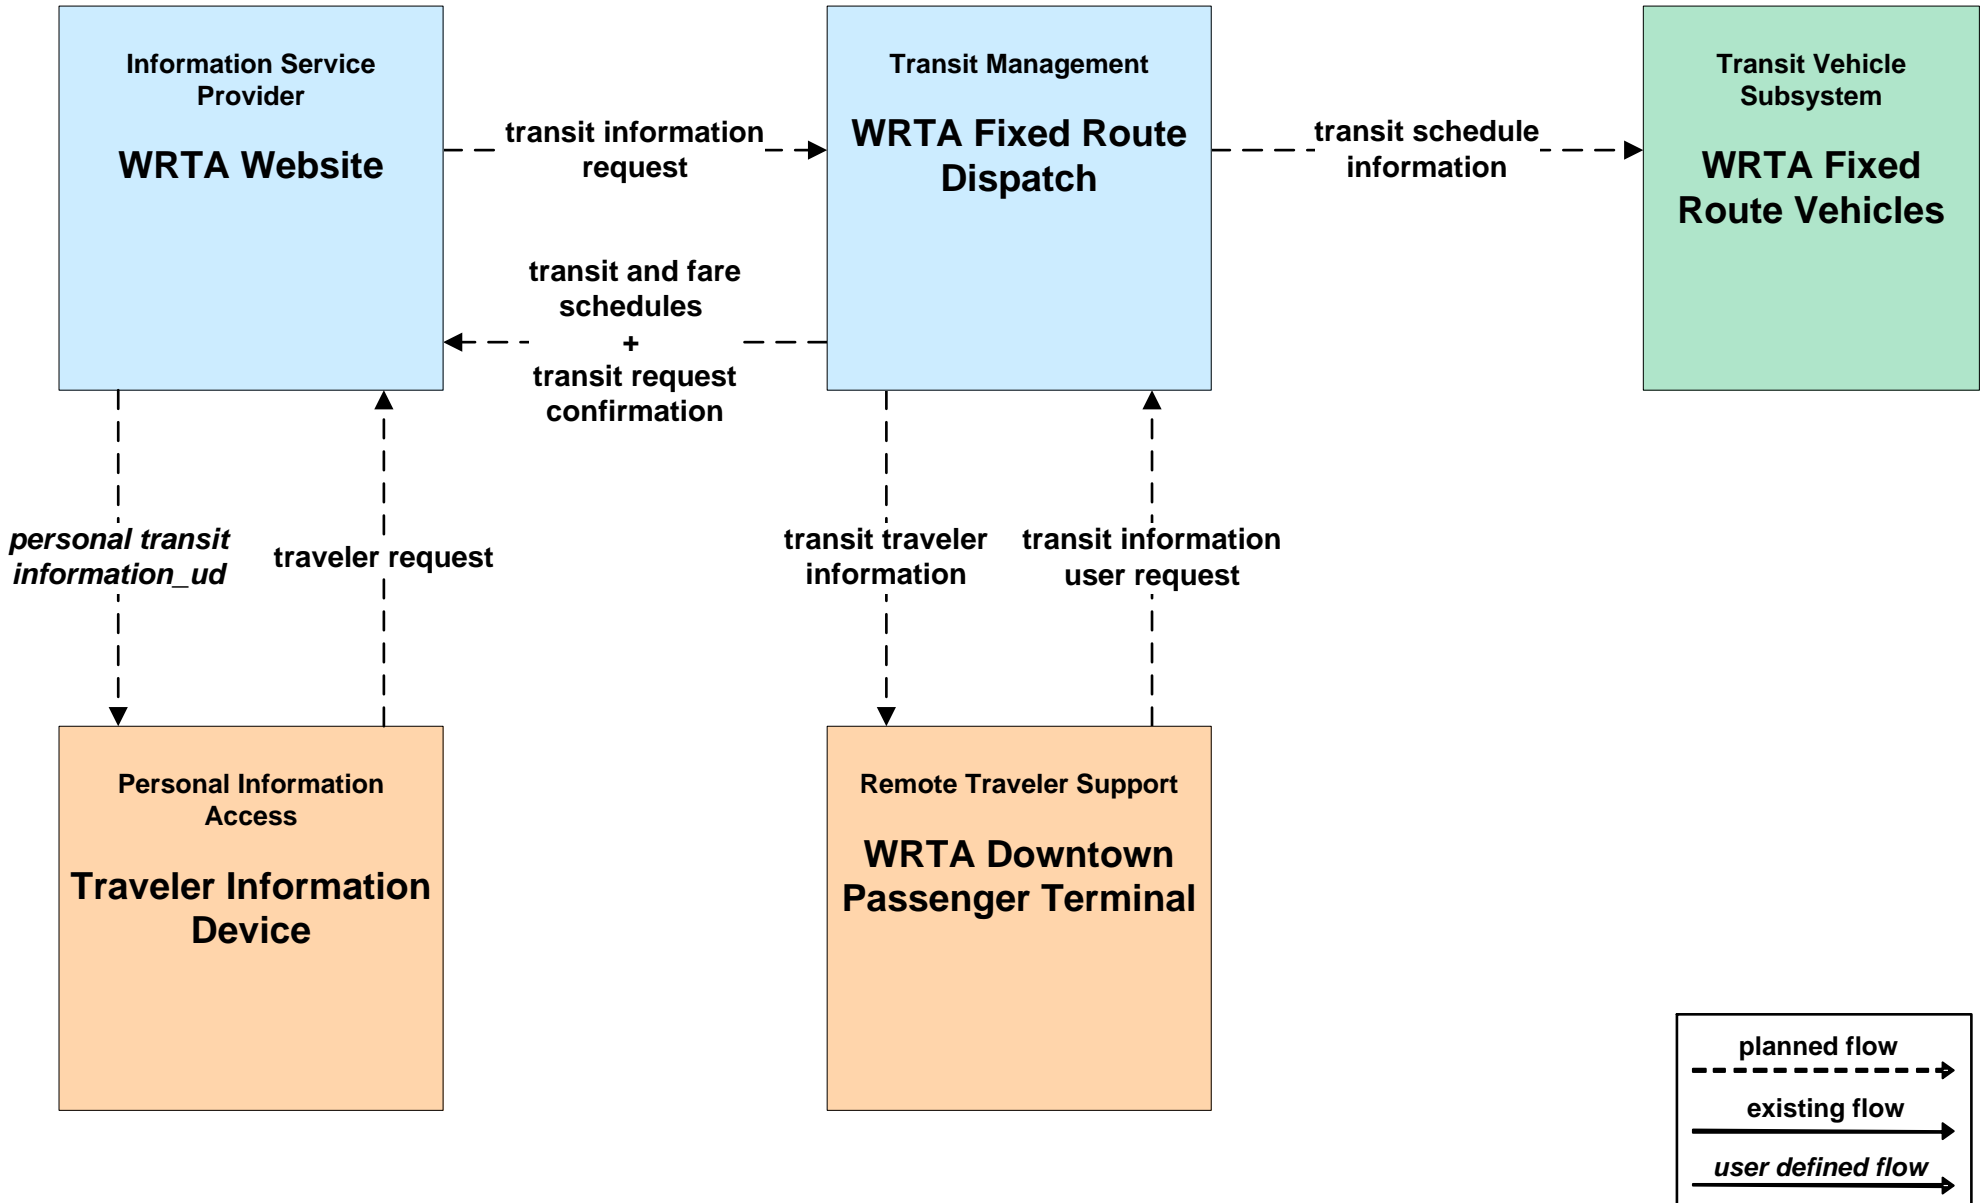 Information Service
Provider
WRTA Website
transit information
request
Transit Management
WRTA Fixed Route
Dispatch
transit schedule
information
Transit Vehicle
Subsystem
WRTA Fixed
Route Vehicles
transit and fare
schedules
+
transit request
confirmation
personal transit
information_ud
traveler request
transit traveler
information
transit information
user request
Personal Information
Access
Traveler Information
Device
Remote Traveler Support
WRTA Downtown
Passenger Terminal
planned flow
existing flow
user defined flow